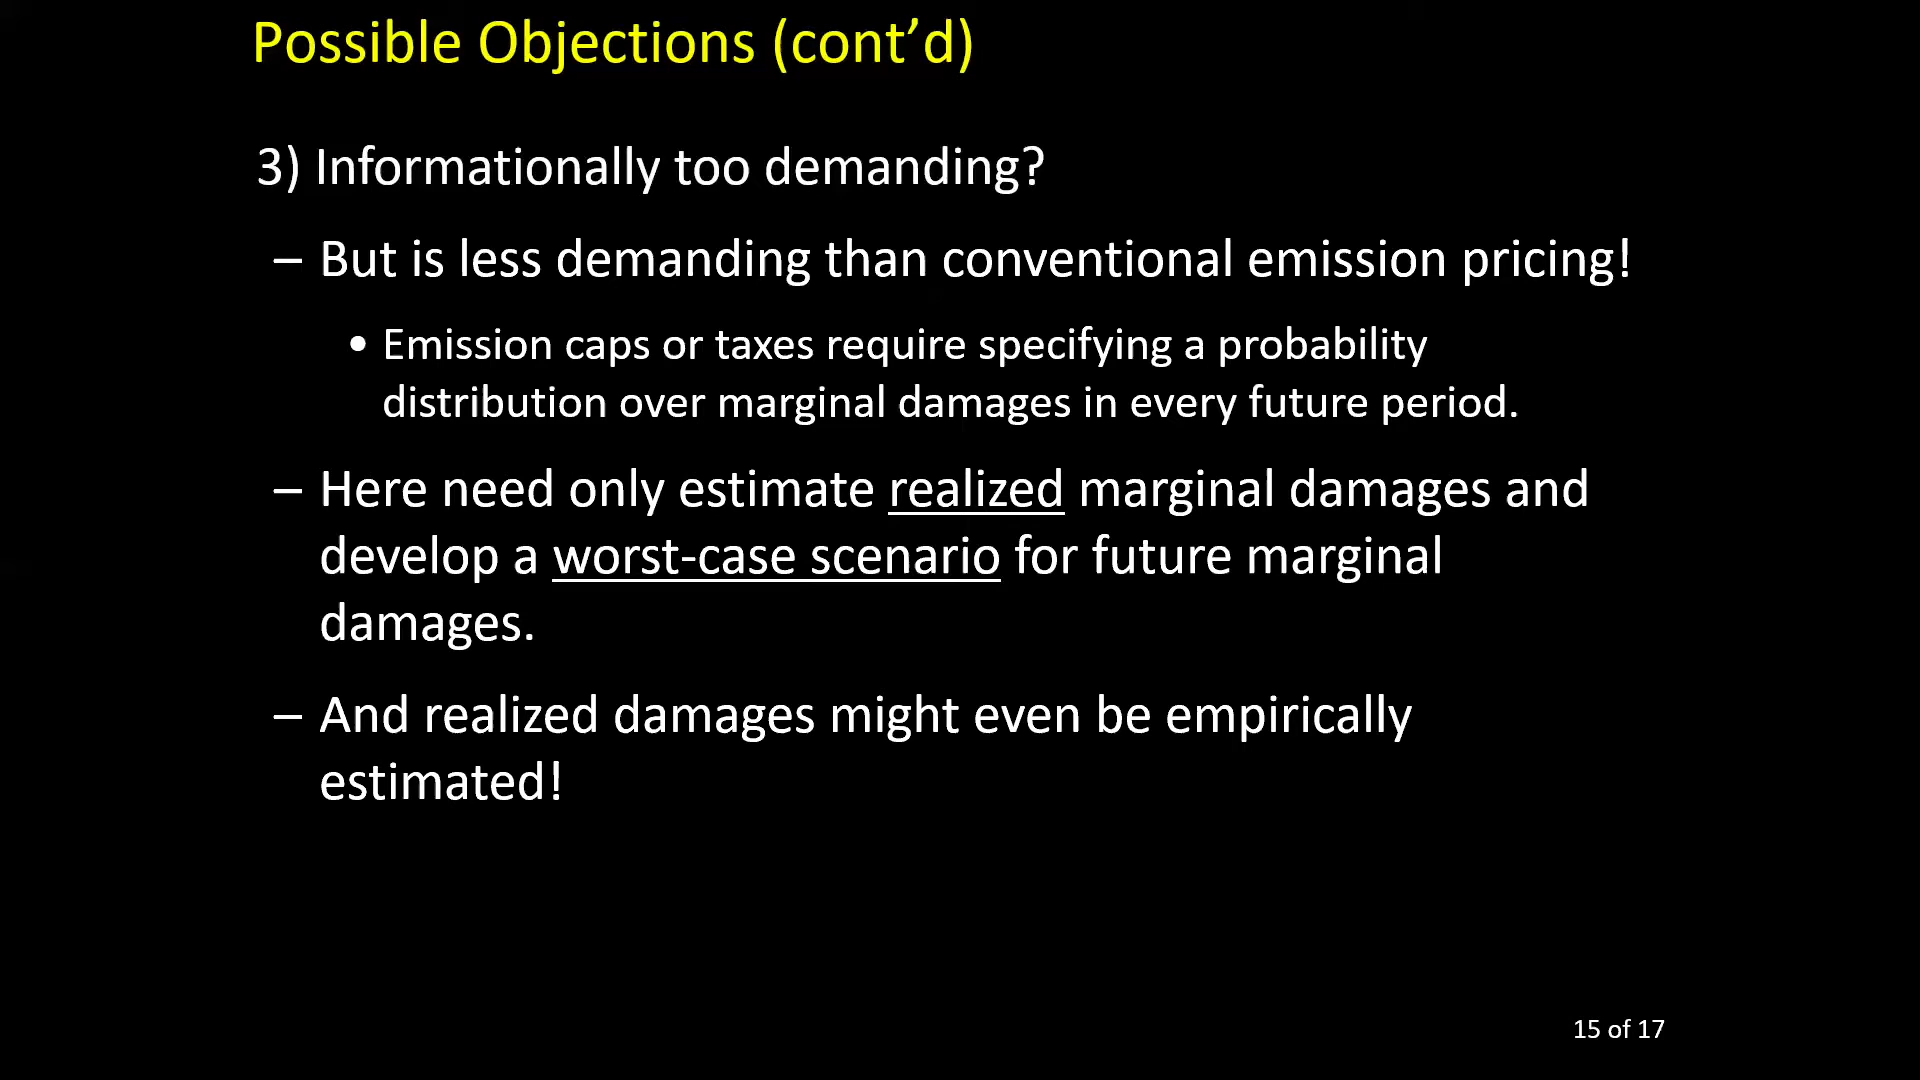 Possible Objections (cont’d)
3) Informationally too demanding?
– But is less demanding than conventional emission pricing!
• Emission caps or taxes require specifying a probability
distribution over marginal damages in every future period.
– Here need only estimate realized marginal damages and
develop a worst-case scenario for future marginal
damages.
– And realized damages might even be empirically
estimated!
15 of 17